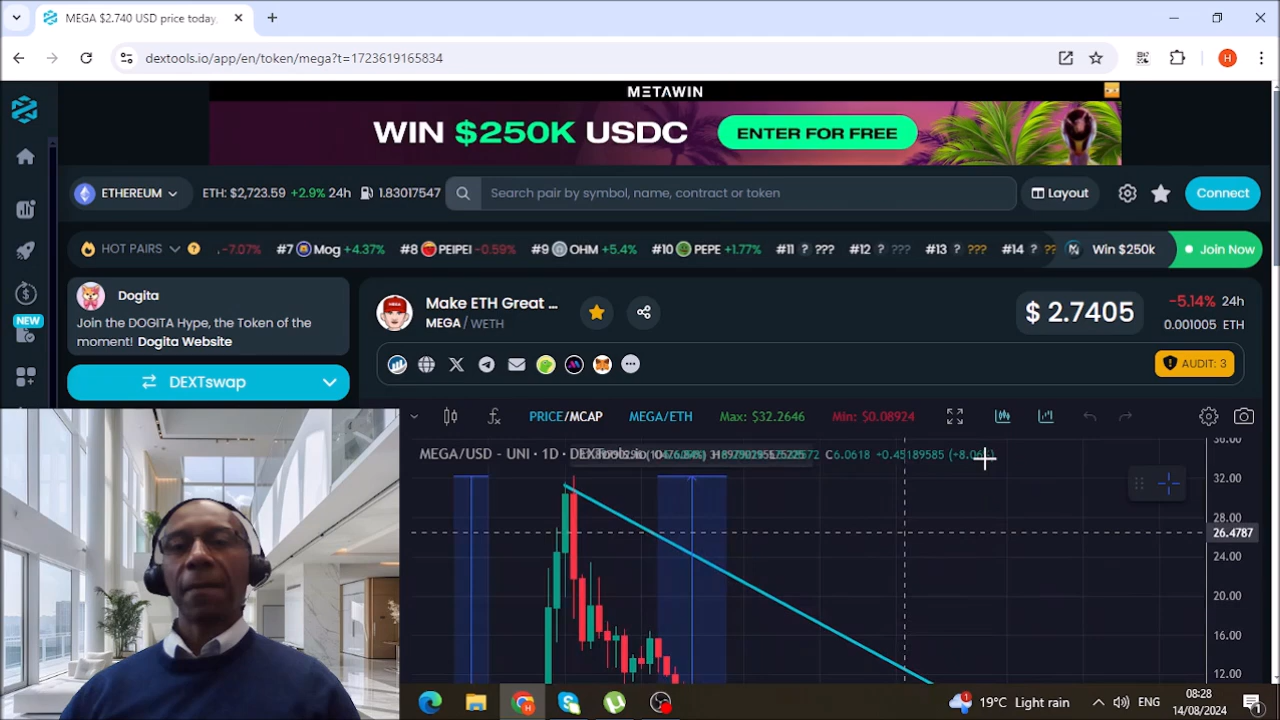 MEGA $2.740 USD price today,
dextools.io/app/en/token/mega?t=1723619165834
H
METAWIN
WIN $250K USDC ENTER FOR FREE
ETHEREUM ETH: $2,723.59 +2.9% 24h 1.83017547 Search pair by symbol, name, contract or token Layout Connect
HOT PAIRS ? -7.07% #7 Mog +4.37% #8 PEIPEI -0.59% #9 OHM +5.4% #10 PEPE +1.77% #11 ? ??? #12 ? ??? #13 ? ??? #14 ? ?? Win $250k Join Now
Dogita
Join the DOGITA Hype, the Token of the
moment! Dogita Website
NEW
DEXTswap
Make ETH Great ...
MEGA / WETH
$ 2.7405
-5.14% 24h
0.001005 ETH
AUDIT: 3
PRICE/MCAP MEGA/ETH Max: $32.2646 Min: $0.08924
MEGA/USD - UNI · 1D · C6.0618 +0.45189585
36.00
32.00
28.00
26.4787
24.00
20.00
16.00
12.00
1 19°C Light rain ENG 08:28
14/08/2024 1